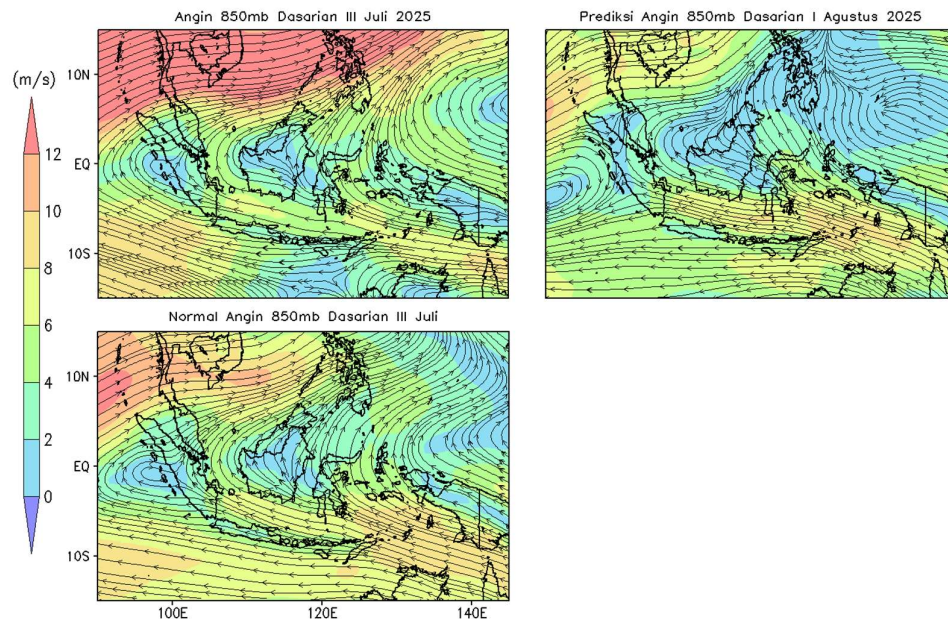 Angin 850mb Dasarian III Juli 2025
Prediksi Angin 850mb Dasarian I Agustus 2025
(m/s)
12
10
8
6
4
2
0
10N
EQ
10S
Normal Angin 850mb Dasarian III Juli
10N
EQ
10S
100E 120E 140E